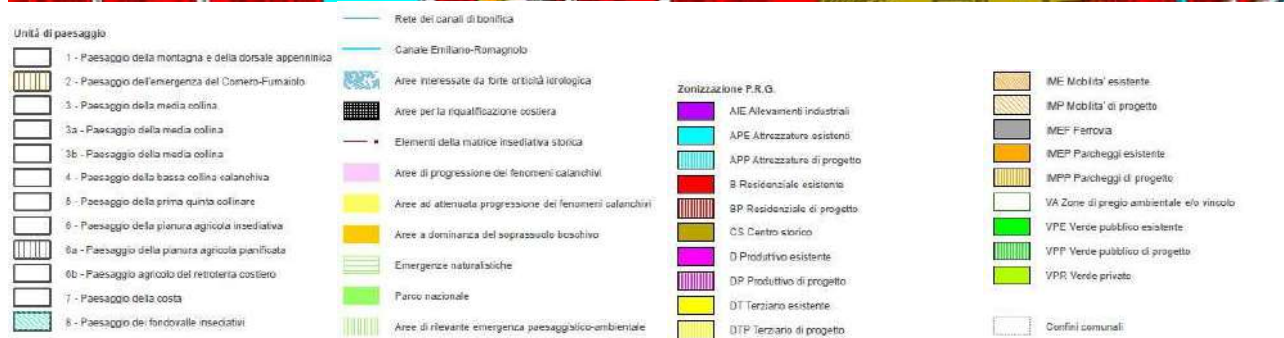 Unità di paesaggio
1 - Paesaggio della montagna e della dorsale appenninica
2 - Paesaggio dell'emergenza del Comero-Fumaiolo
3 - Paesaggio della media collina
3a - Paesaggio della media collina
3b - Paesaggio della media collina
4 - Paesaggio della bassa collina calanchiva
5 - Paesaggio della prima quinta collinare
6 - Paesaggio della pianura agricola insediativa
6a - Paesaggio della pianura agricola pianificata
6b - Paesaggio agricolo del retroterra costiero
7 - Paesaggio della costa
8 - Paesaggio dei fondovalle insediativi
Rete dei canali di bonifica
Canale Emiliano-Romagnolo
Aree interessate da forte criticità idrologica
Aree per la riqualificazione costiera
Elementi della matrice insediativa storica
Aree di progressione dei fenomeni calanchivi
Aree ad attenuata progressione dei fenomeni calanchivi
Aree a dominanza del soprassuolo boschivo
Emergenze naturalistiche
Parco nazionale
Aree di rilevante emergenza paesaggistico-ambientale
Zonizzazione P.R.G.
AIE Allevamenti industriali
APE Attrezzature esistenti
APP Attrezzature di progetto
B Residenziale esistente
BP Residenziale di progetto
CS Centro storico
D Produttivo esistente
DP Produttivo di progetto
DT Terziario esistente
DTP Terziario di progetto
IME Mobilita' esistente
IMP Mobilita' di progetto
IMEF Ferrovia
IMEP Parcheggi esistente
IMPP Parcheggi di progetto
VA Zone di pregio ambientale e/o vincolo
VPE Verde pubblico esistente
VPP Verde pubblico di progetto
VPR Verde privato
Confini comunali